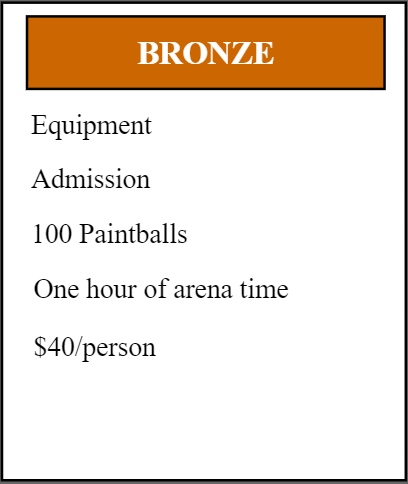 BRONZE
Equipment
Admission
100 Paintballs
One hour of arena time
$40/person